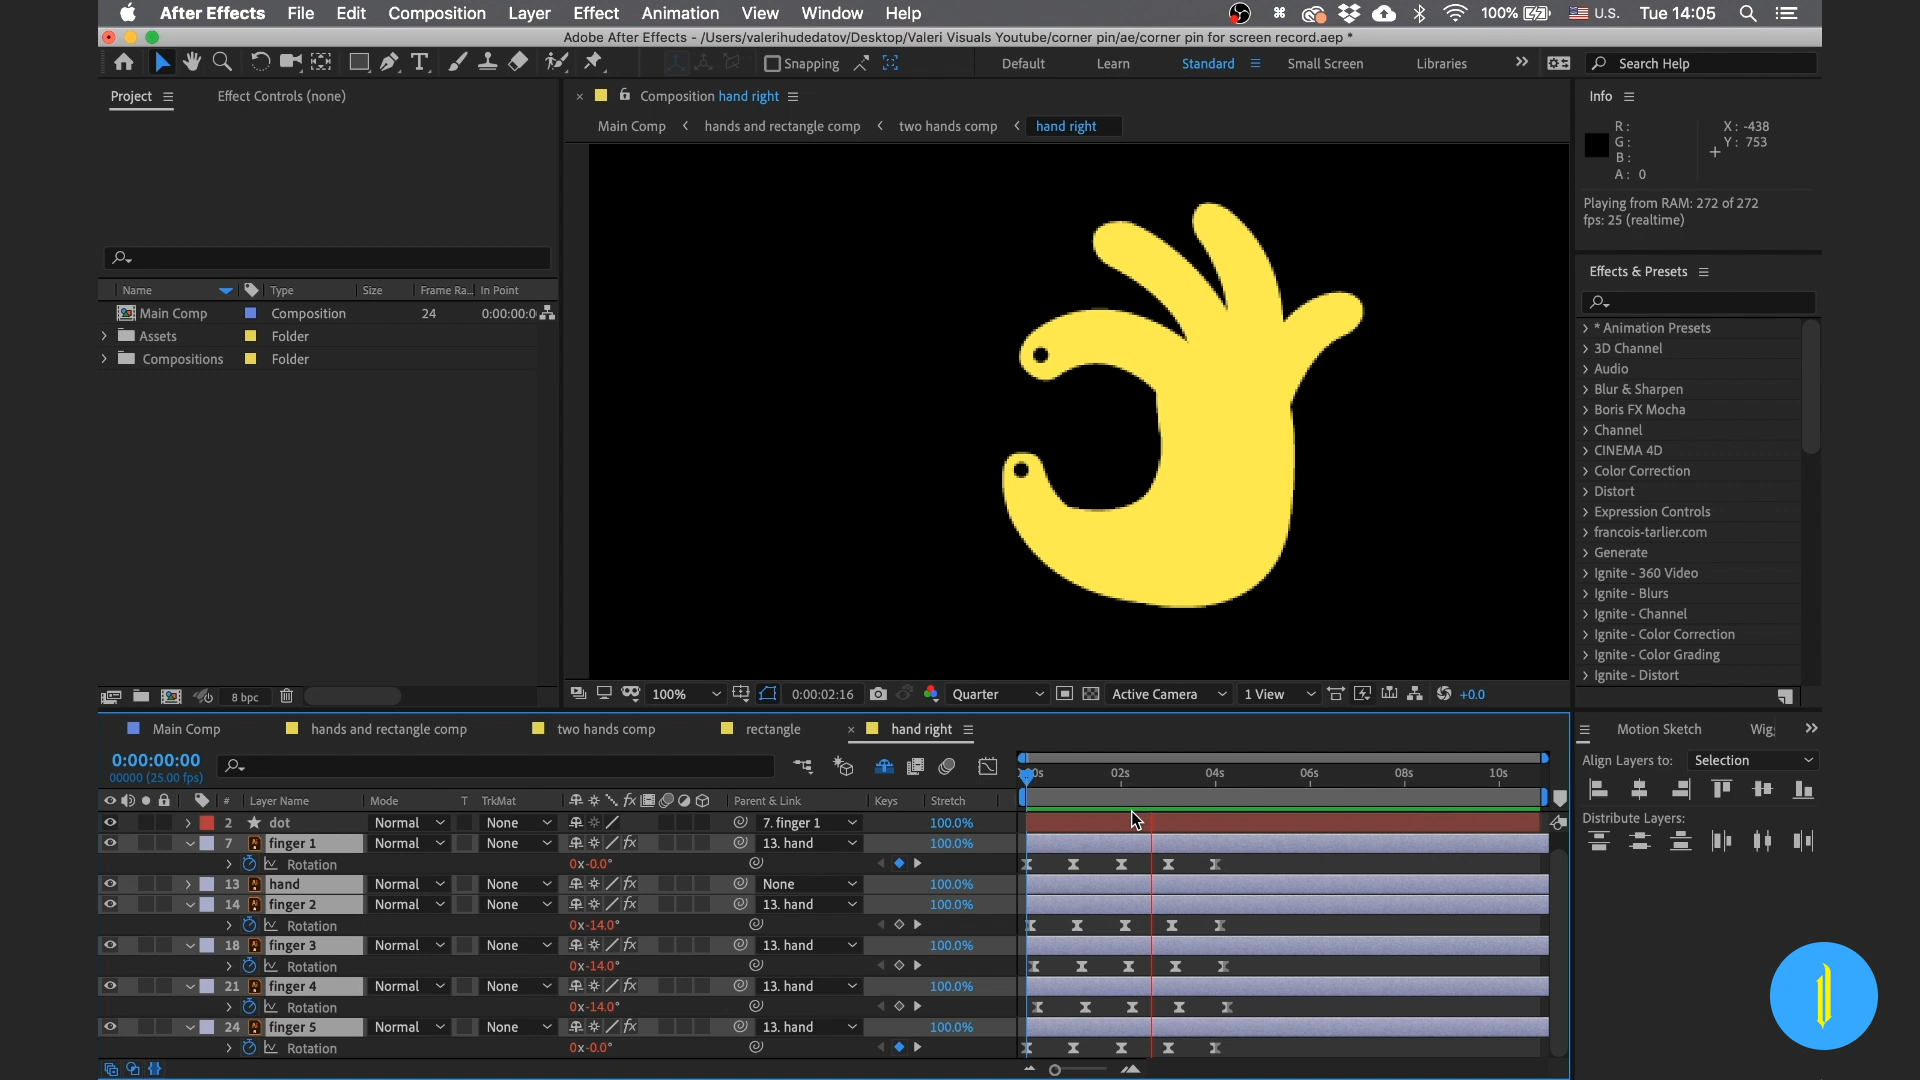 After Effects File Edit Composition Layer Effect Animation View Window Help 100% U.S. Tue 14:05
Adobe After Effects - /Users/valerihudedatov/Desktop/Valeri Visuals Youtube/corner pin/ae/corner pin for screen record.aep *
Snapping Default Learn Standard Small Screen Libraries Search Help
Project Effect Controls (none)
Composition hand right
Main Comp hands and rectangle comp two hands comp hand right
Info
R:
G:
B:
A: 0
X: -438
Y: 753
Playing from RAM: 272 of 272
fps: 25 (realtime)
Effects & Presets
Name Type Size Frame Ra... In Point
Main Comp Composition 24 0:00:00:0
Assets Folder
Compositions Folder
* Animation Presets
3D Channel
Audio
Blur & Sharpen
Boris FX Mocha
Channel
CINEMA 4D
Color Correction
Distort
Expression Controls
francois-tarlier.com
Generate
Ignite - 360 Video
Ignite - Blurs
Ignite - Channel
Ignite - Color Correction
Ignite - Color Grading
Ignite - Distort
8 bpc
100% 0:00:02:16 Quarter Active Camera 1 View +0.0
Main Comp hands and rectangle comp two hands comp rectangle hand right
Motion Sketch Wig
0:00:00:00
00000 (25.00 fps)
02s 04s 06s 08s 10s
Align Layers to: Selection
Distribute Layers:
# Layer Name Mode T TrkMat Parent & Link Keys Stretch
2 dot Normal None 7. finger 1 100.0%
7 finger 1 Normal None 13. hand 100.0%
Rotation 0x-0.0°
13 hand Normal None None 100.0%
14 finger 2 Normal None 13. hand 100.0%
Rotation 0x-14.0°
18 finger 3 Normal None 13. hand 100.0%
Rotation 0x-14.0°
21 finger 4 Normal None 13. hand 100.0%
Rotation 0x-14.0°
24 finger 5 Normal None 13. hand 100.0%
Rotation 0x-0.0°